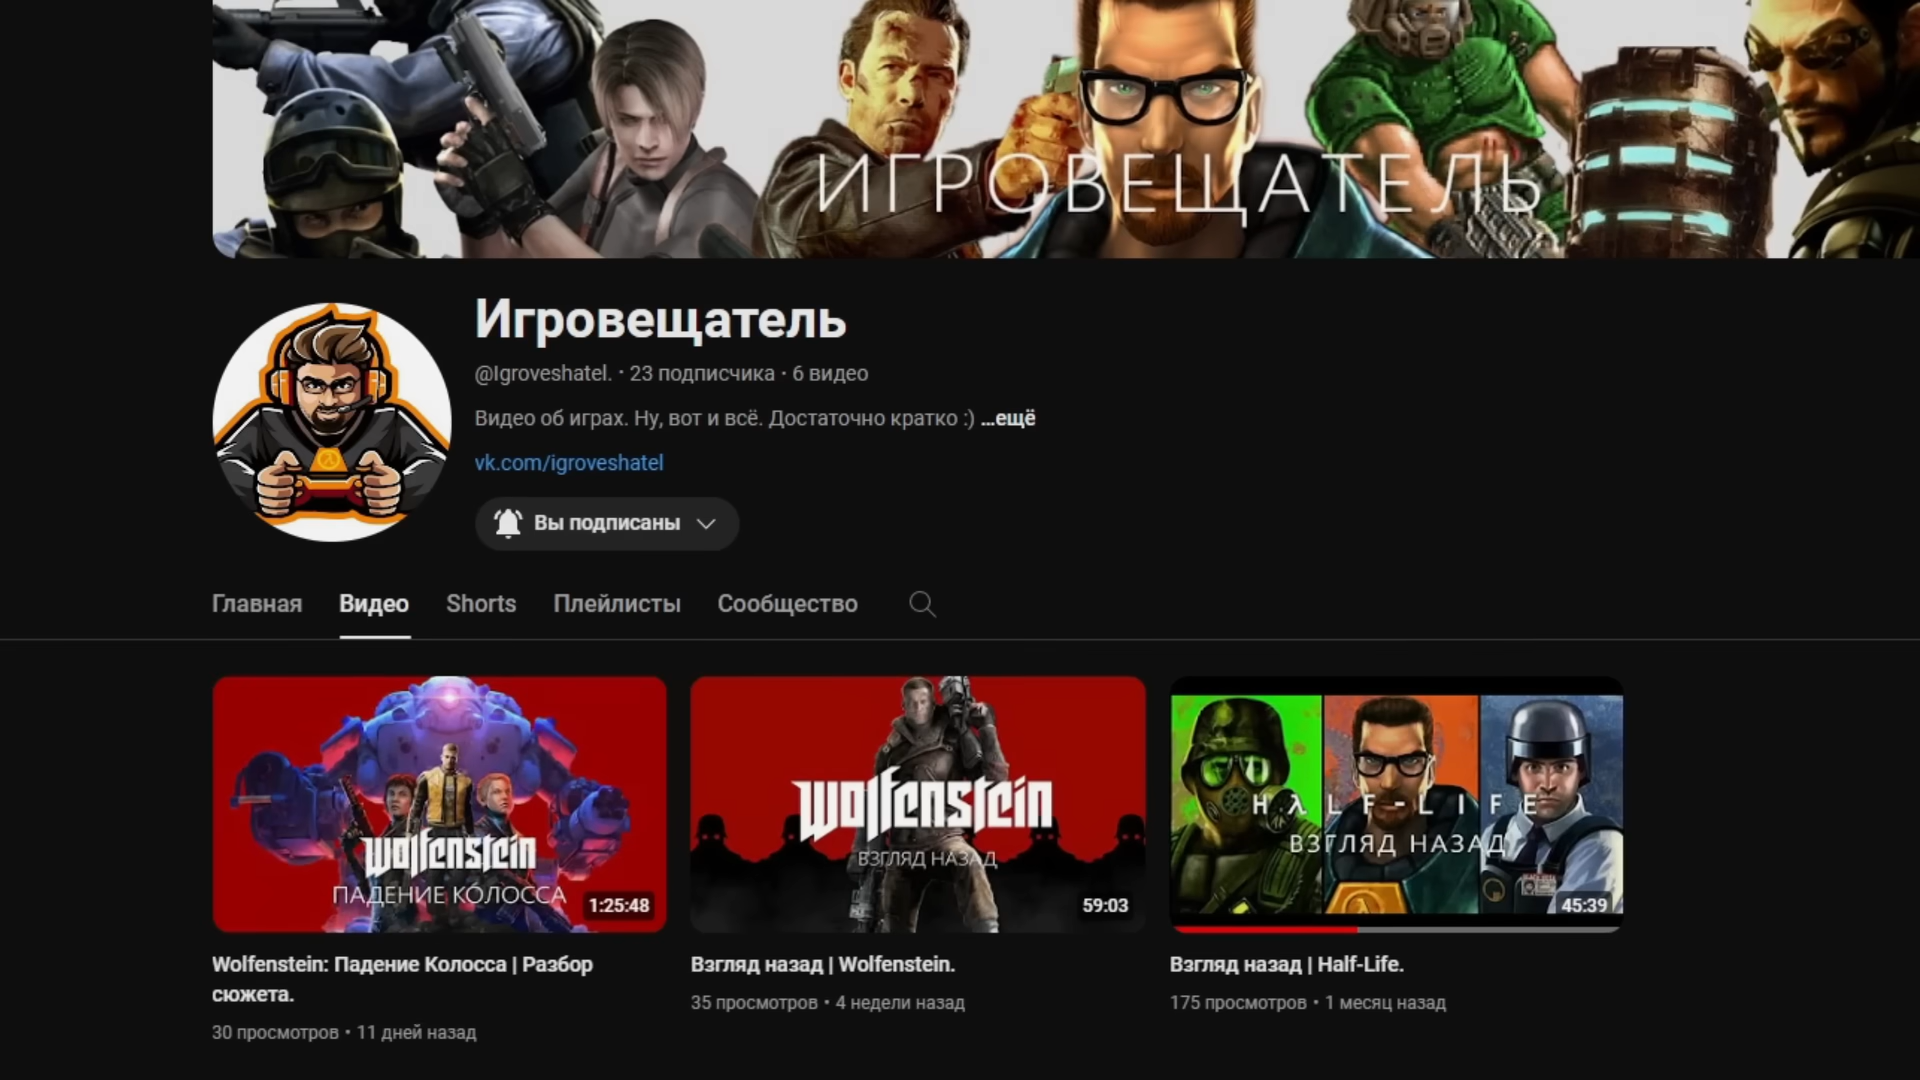 ИГРОВЕЩАТЕЛЬ
Игровещатель
@Igroveshatel. · 23 подписчика · 6 видео
Видео об играх. Ну, вот и всё. Достаточно кратко :) ...ещё
vk.com/igroveshatel
Вы подписаны
Главная Видео Shorts Плейлисты Сообщество
Wolfenstein
ПАДЕНИЕ КОЛОССА
1:25:48
Wolfenstein
ВЗГЛЯД НАЗАД
59:03
HλLF-LIFE
ВЗГЛЯД НАЗАД
45:39
Wolfenstein: Падение Колосса | Разбор
сюжета.
30 просмотров • 11 дней назад
Взгляд назад | Wolfenstein.
35 просмотров • 4 недели назад
Взгляд назад | Half-Life.
175 просмотров • 1 месяц назад